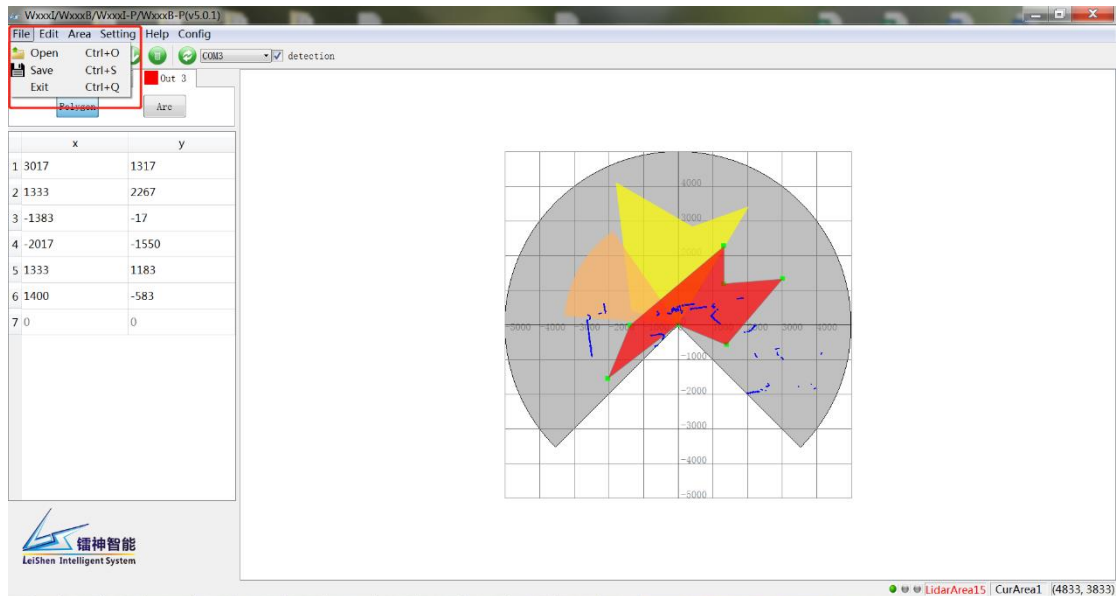 WxxxI/WxxxB/WxxxI-P/WxxxB-P(v5.0.1)
File Edit Area Setting Help Config
Open Ctrl+O
Save Ctrl+S
Exit Ctrl+Q
COM3 detection
Out 3
Polygon Arc
x y
1 3017 1317
2 1333 2267
3 -1383 -17
4 -2017 -1550
5 1333 1183
6 1400 -583
7 0 0
4000
3000
2000
-5000 -4000 -3000 2000 3000 4000
-1000
-2000
-3000
-4000
-5000
镭神智能
LeiShen Intelligent System
LidarArea15 CurArea1 (4833, 3833)